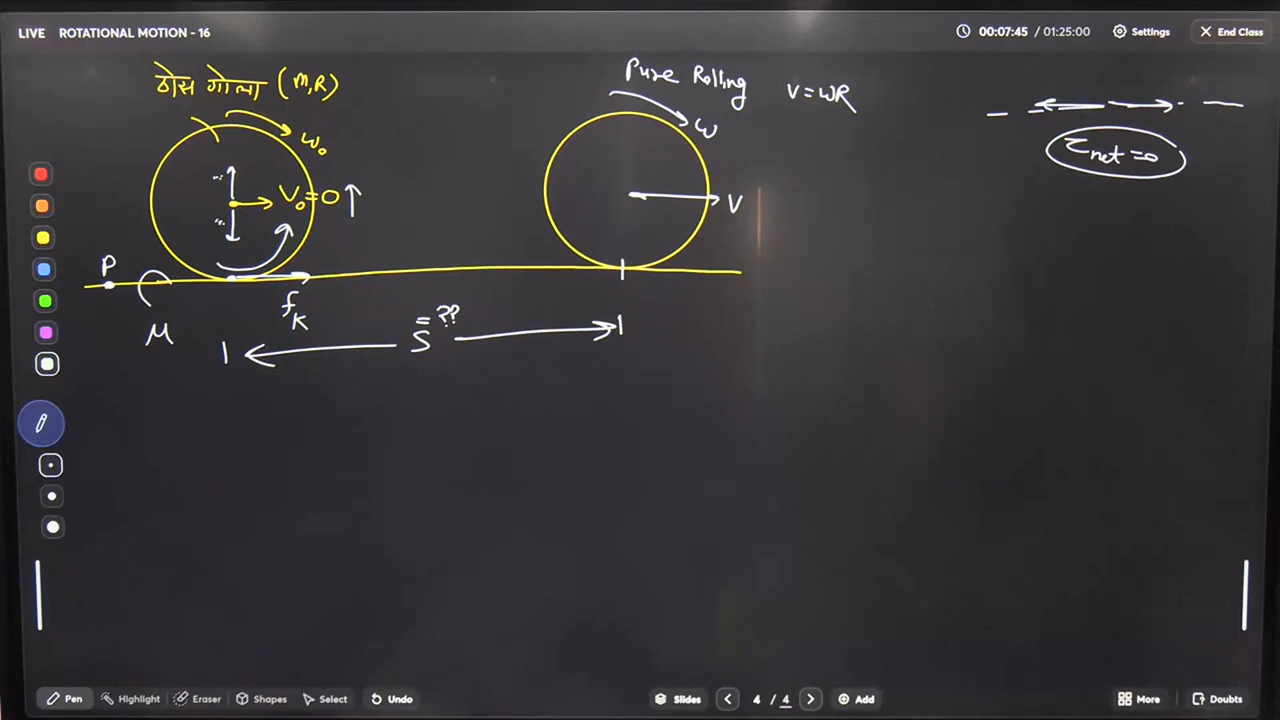 LIVE ROTATIONAL MOTION - 16
00:07:45 / 01:25:00 Settings End Class
ठोस गोला (M,R)
Pure Rolling V=ωR
ω₀
ω
τnet=0
V₀=0
V
P
fK
μ
S=??
Pen Highlight Eraser Shapes Select Undo Slides 4 / 4 Add More Doubts